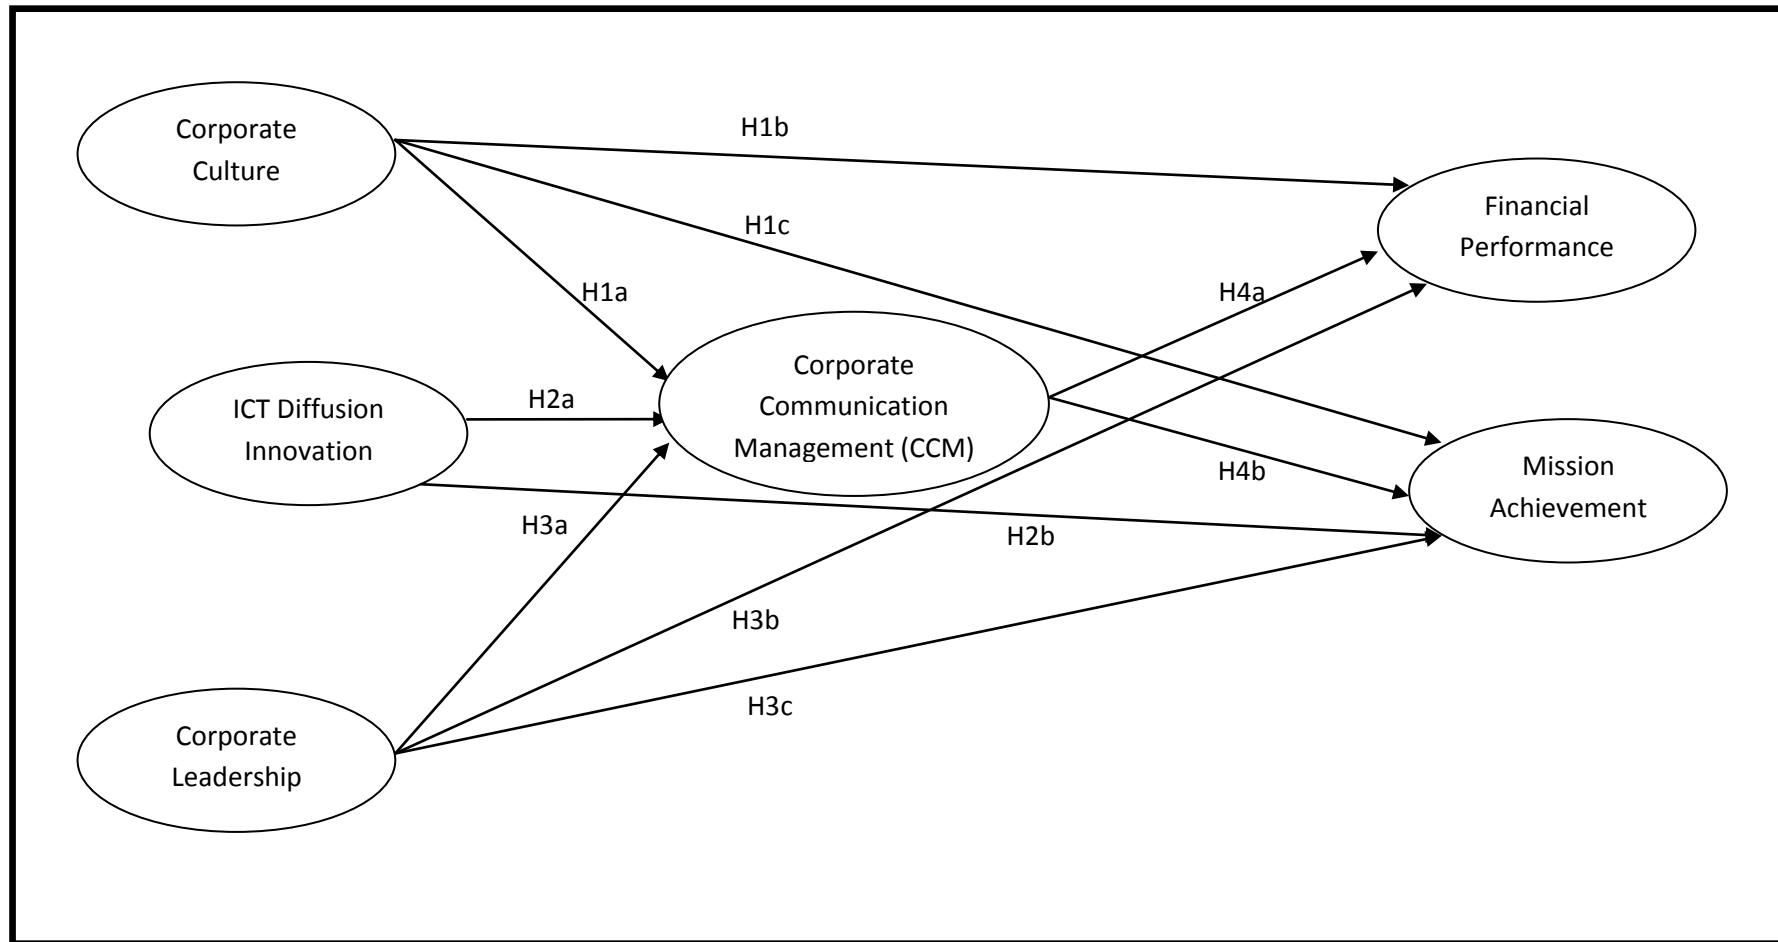 Corporate
Culture
H1b
H1c
Financial
Performance
H1a
H4a
Corporate
Communication
Management (CCM)
ICT Diffusion
Innovation
H2a
H4b
Mission
Achievement
H3a
H2b
H3b
H3c
Corporate
Leadership